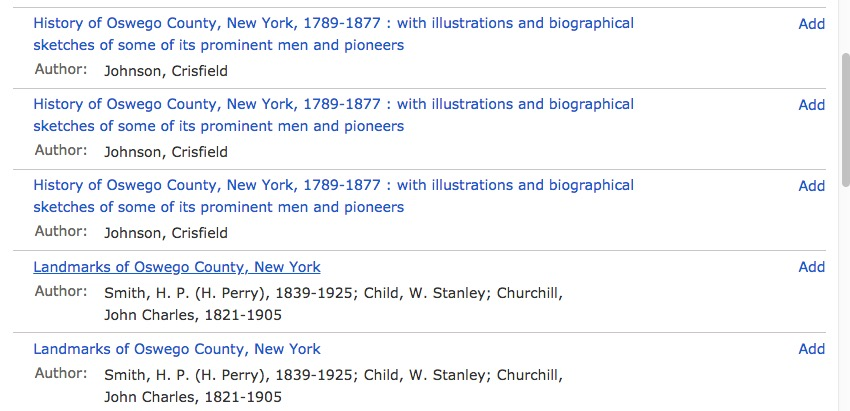 History of Oswego County, New York, 1789-1877 : with illustrations and biographical Add
sketches of some of its prominent men and pioneers
Author: Johnson, Crisfield
History of Oswego County, New York, 1789-1877 : with illustrations and biographical Add
sketches of some of its prominent men and pioneers
Author: Johnson, Crisfield
History of Oswego County, New York, 1789-1877 : with illustrations and biographical Add
sketches of some of its prominent men and pioneers
Author: Johnson, Crisfield
Landmarks of Oswego County, New York Add
Author: Smith, H. P. (H. Perry), 1839-1925; Child, W. Stanley; Churchill,
John Charles, 1821-1905
Landmarks of Oswego County, New York Add
Author: Smith, H. P. (H. Perry), 1839-1925; Child, W. Stanley; Churchill,
John Charles, 1821-1905